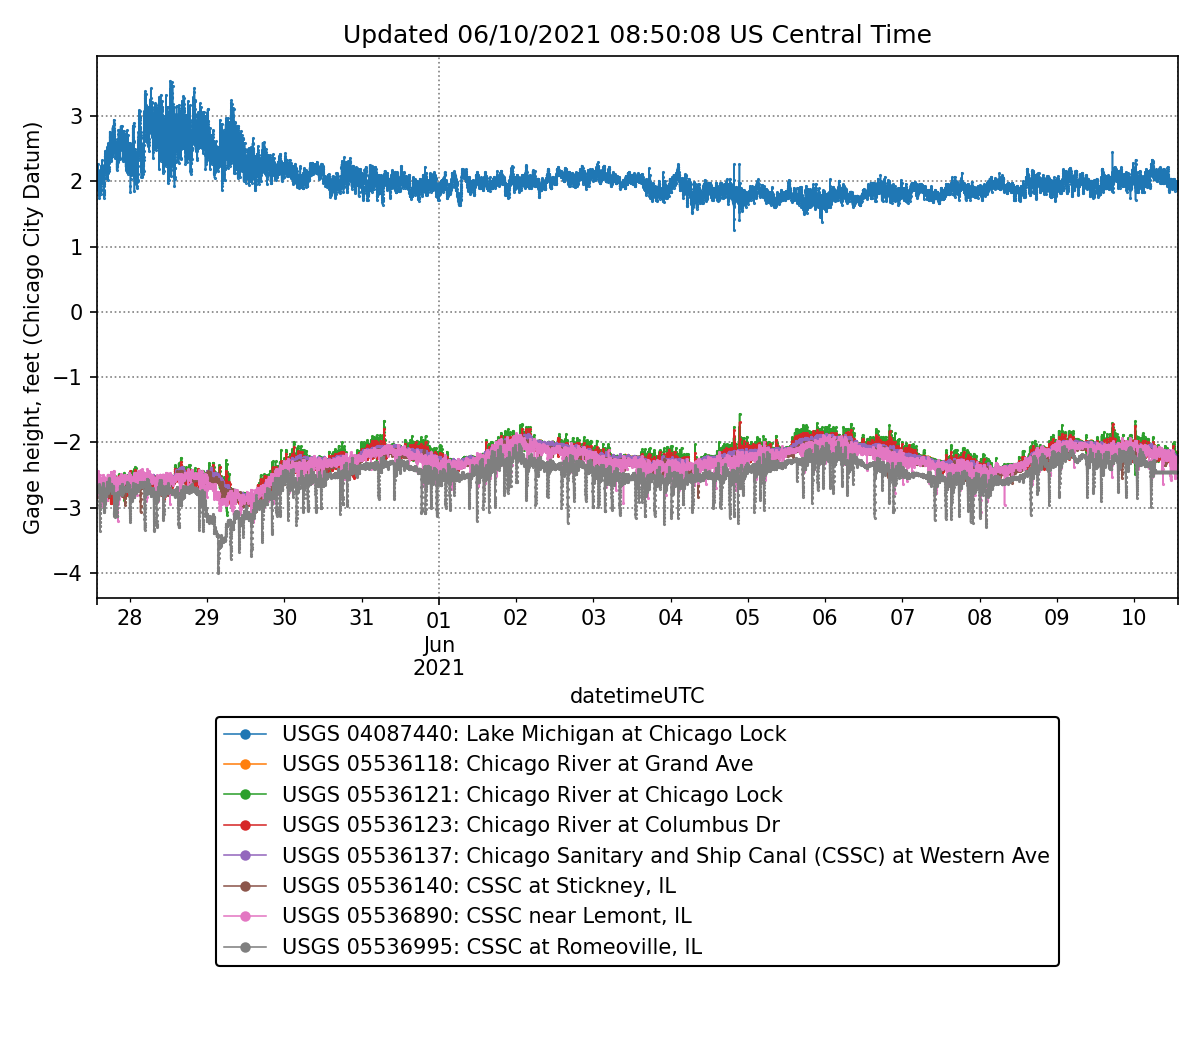 Updated 06/10/2021 08:50:08 US Central Time
Gage height, feet (Chicago City Datum)
3
2
1
0
−1
−2
−3
−4
28 29 30 31 01 02 03 04 05 06 07 08 09 10
Jun
2021
datetimeUTC
USGS 04087440: Lake Michigan at Chicago Lock
USGS 05536118: Chicago River at Grand Ave
USGS 05536121: Chicago River at Chicago Lock
USGS 05536123: Chicago River at Columbus Dr
USGS 05536137: Chicago Sanitary and Ship Canal (CSSC) at Western Ave
USGS 05536140: CSSC at Stickney, IL
USGS 05536890: CSSC near Lemont, IL
USGS 05536995: CSSC at Romeoville, IL